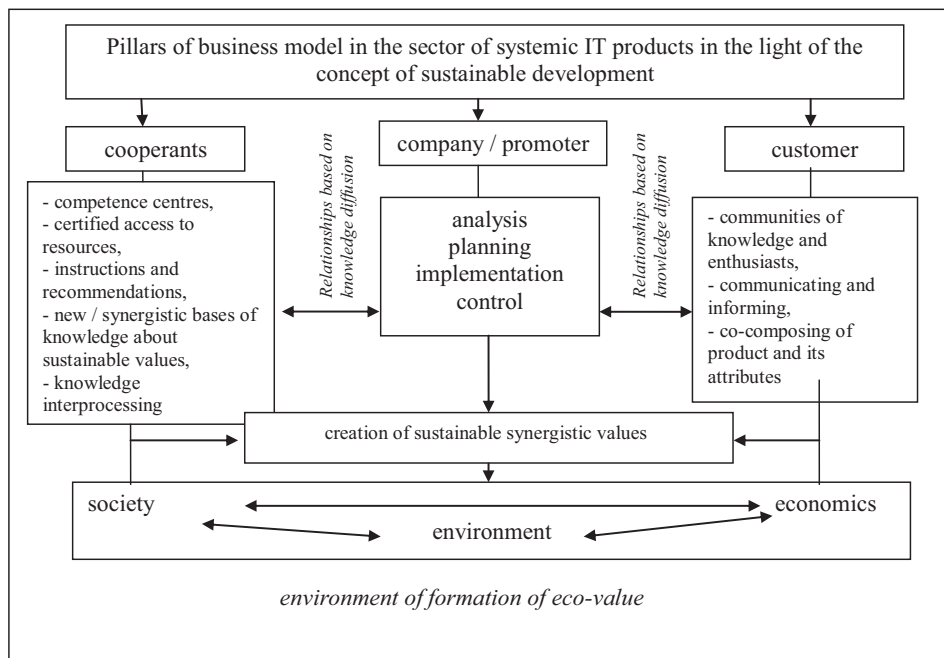 Pillars of business model in the sector of systemic IT products in the light of the
concept of sustainable development
cooperants
company / promoter
customer
- competence centres,
- certified access to
resources,
- instructions and
recommendations,
- new / synergistic bases of
knowledge about
sustainable values,
- knowledge
interprocessing
Relationships based on
knowledge diffusion
analysis
planning
implementation
control
Relationships based on
knowledge diffusion
- communities of
knowledge and
enthusiasts,
- communicating and
informing,
- co-composing of
product and its
attributes
creation of sustainable synergistic values
society
economics
environment
environment of formation of eco-value